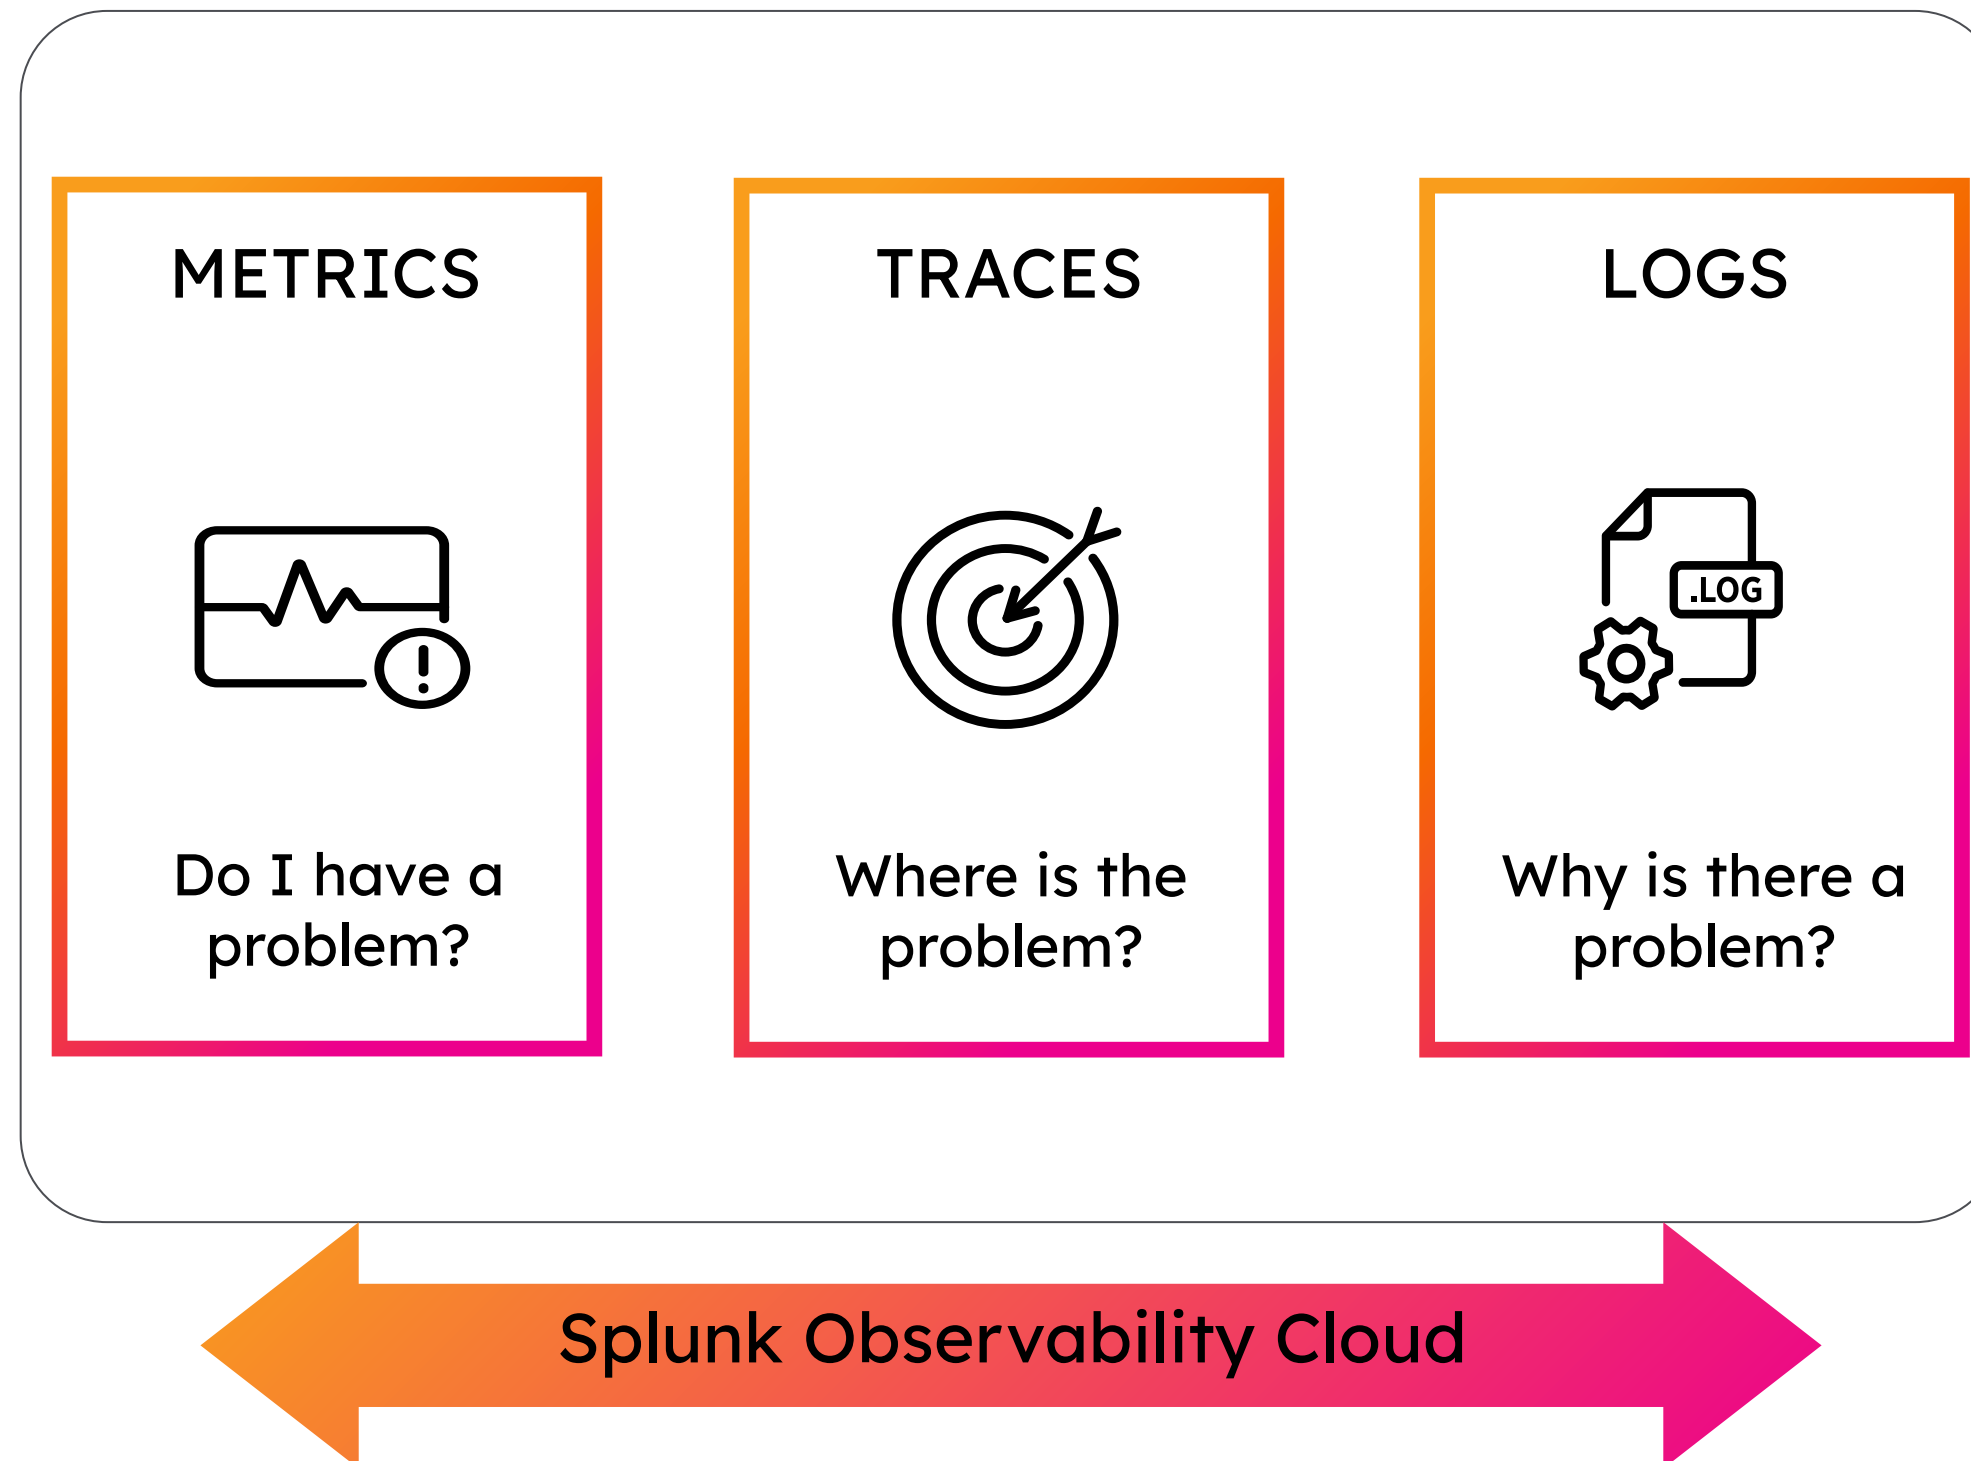 METRICS
Do I have a
problem?
TRACES
Where is the
problem?
LOGS
.LOG
Why is there a
problem?
Splunk Observability Cloud